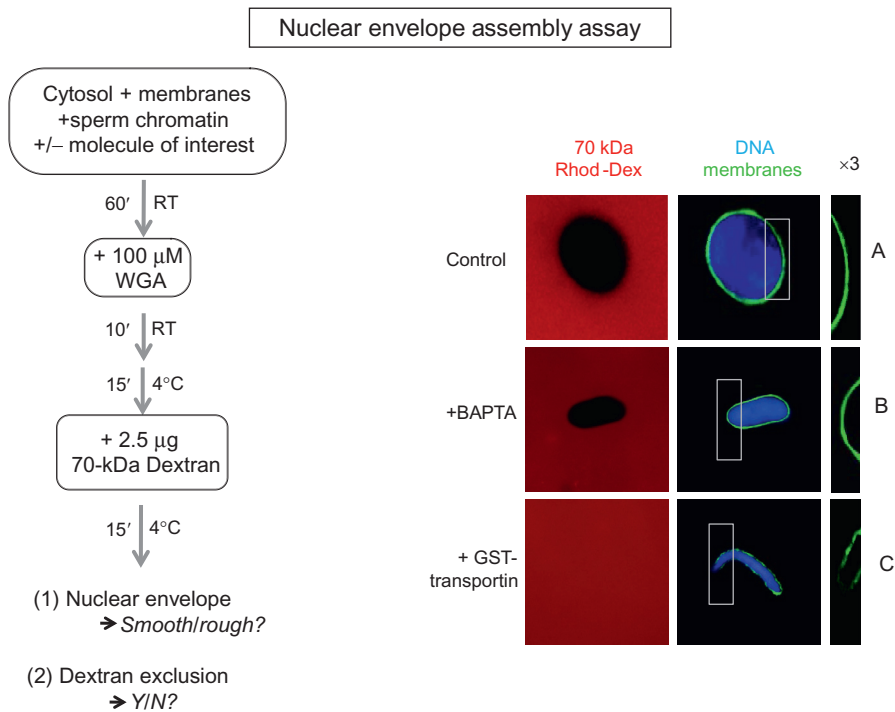 Nuclear envelope assembly assay
Cytosol + membranes
+sperm chromatin
+/– molecule of interest
60′ RT
+ 100 μM
WGA
10′ RT
15′ 4°C
+ 2.5 μg
70-kDa Dextran
15′ 4°C
(1) Nuclear envelope
➔ Smooth/rough?
(2) Dextran exclusion
➔ Y/N?
70 kDa
Rhod-Dex
DNA
membranes
×3
Control
A
+BAPTA
B
+ GST-
transportin
C